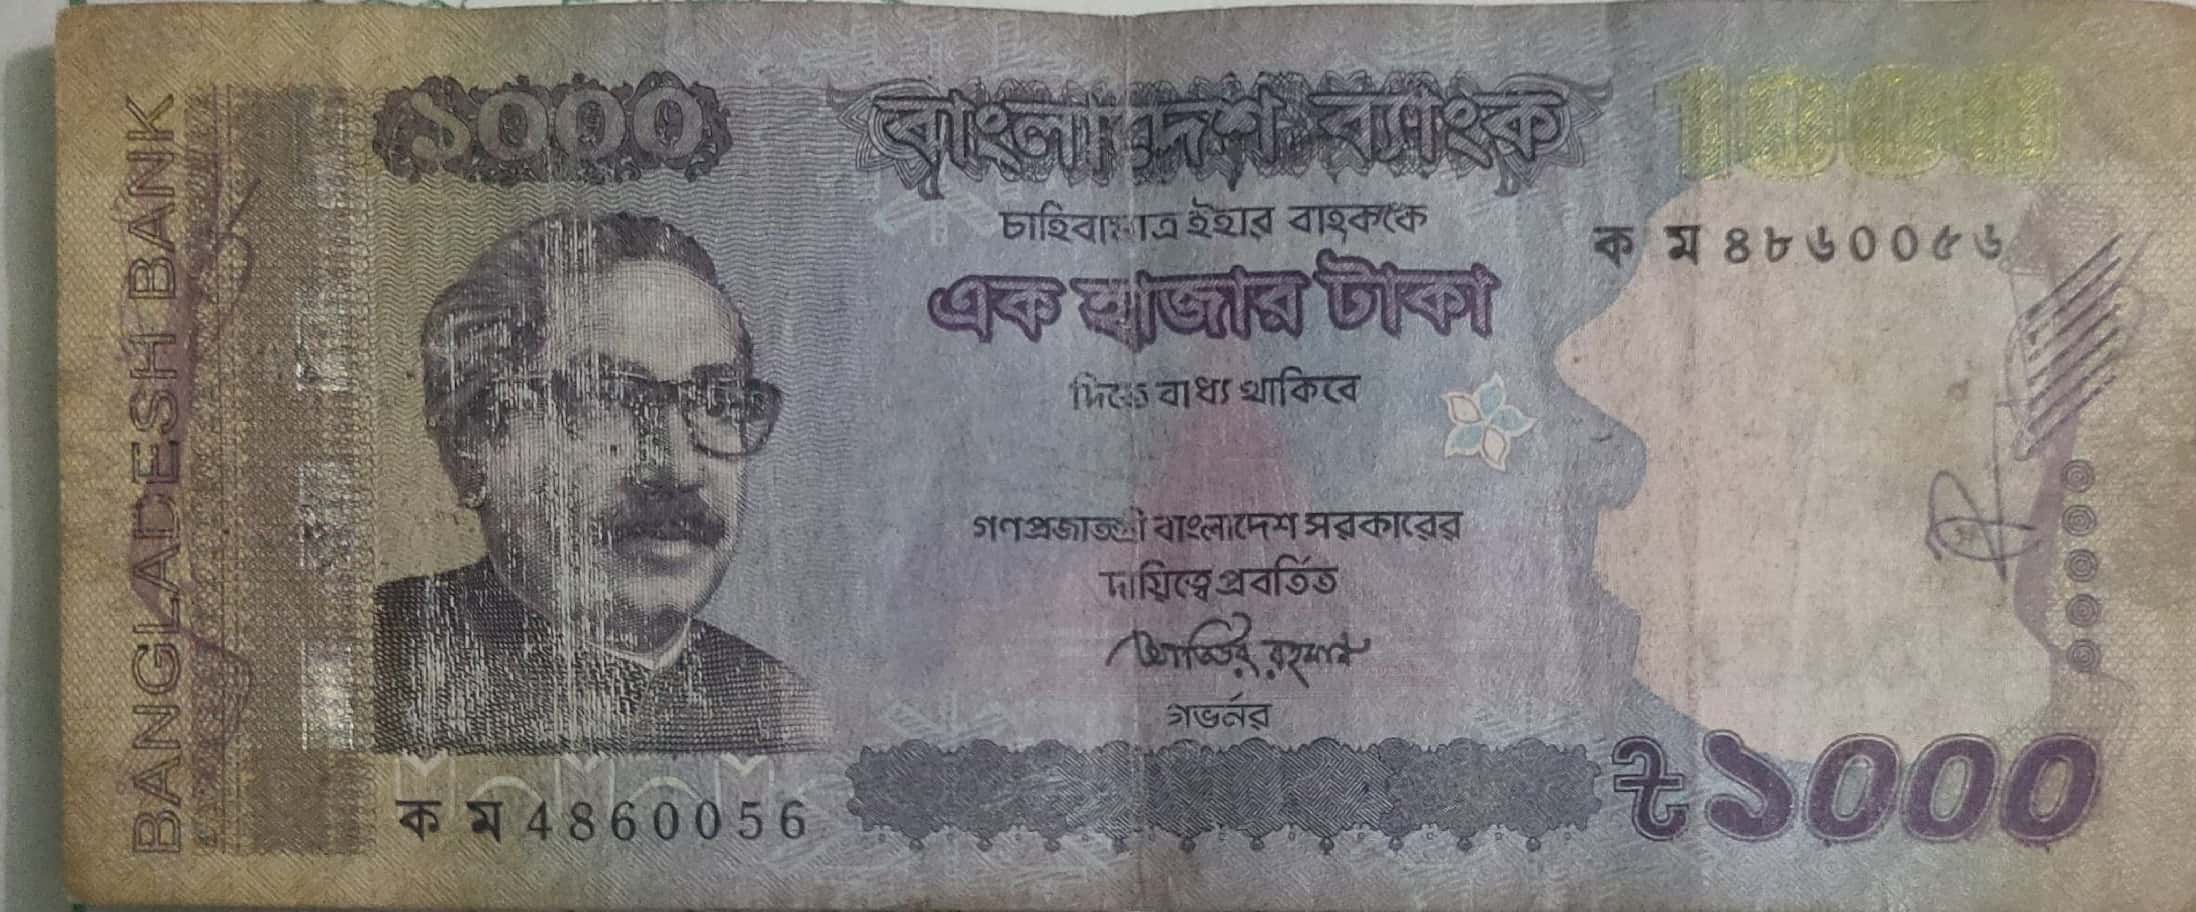 BANGLADESH BANK
১০০০
বাংলাদেশ ব্যাংক
1000
চাহিবামাত্র ইহার বাহককে
ক ম ৪৮৬০০৫৬
এক হাজার টাকা
দিতে বাধ্য থাকিবে
গণপ্রজাতন্ত্রী বাংলাদেশ সরকারের
দায়িত্বে প্রবর্তিত
আতিউর রহমান
গভর্নর
ক ম 4860056
৳১০০০